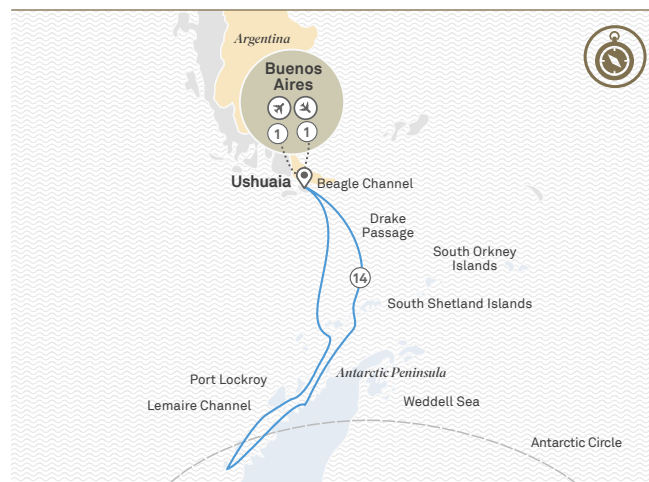 Argentina
Buenos
Aires
1
1
Ushuaia
Beagle Channel
Drake
Passage
South Orkney
Islands
14
South Shetland Islands
Antarctic Peninsula
Port Lockroy
Weddell Sea
Lemaire Channel
Antarctic Circle